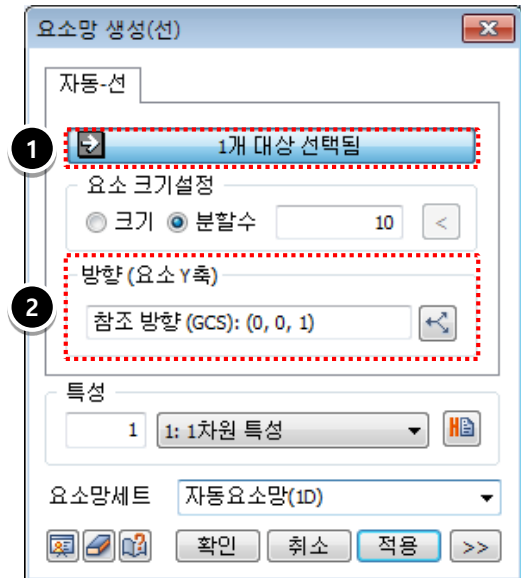 요소망 생성(선)
자동-선
1 1개 대상 선택됨
요소 크기설정
크기 분할수 10 <
방향 (요소 Y축)
2
참조 방향 (GCS): (0, 0, 1)
특성
1 1: 1차원 특성 H
요소망세트 자동요소망(1D)
확인 취소 적용 >>